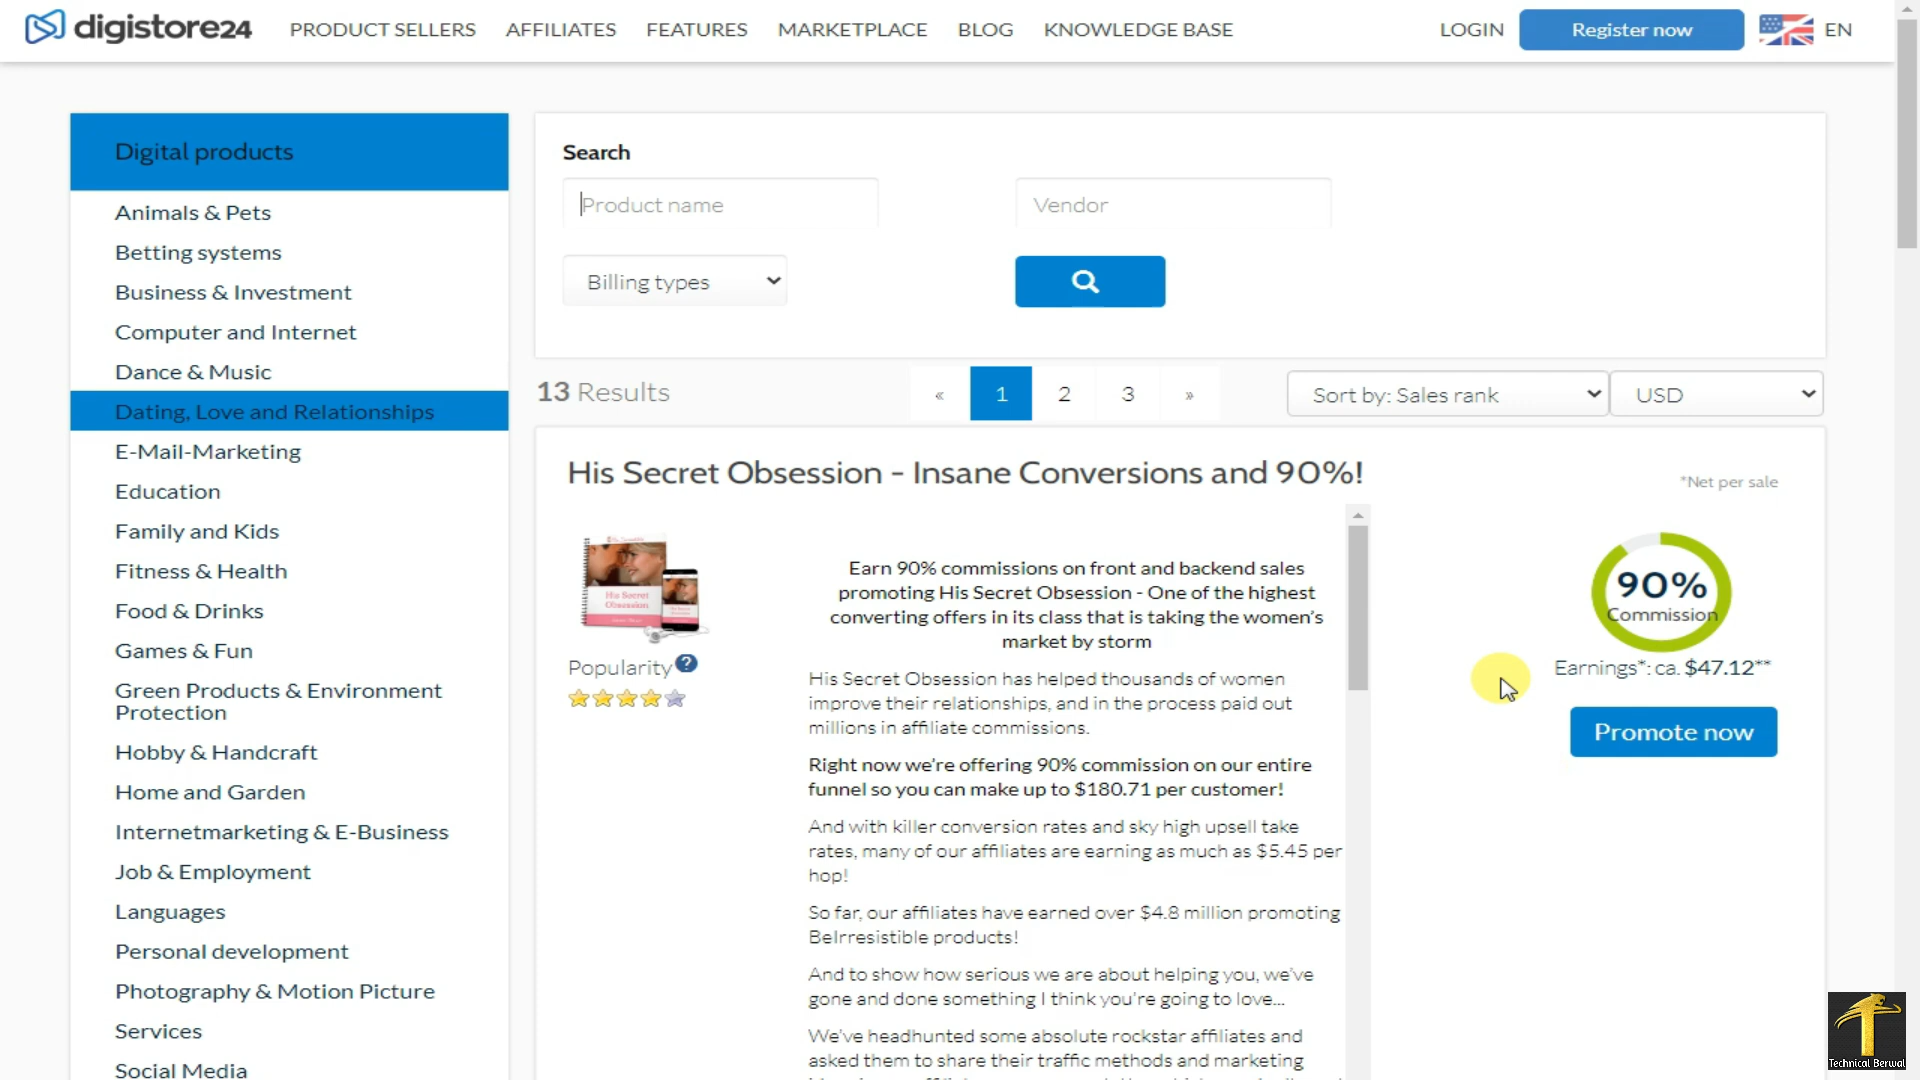 digistore24
PRODUCT SELLERS
AFFILIATES
FEATURES
MARKETPLACE
BLOG
KNOWLEDGE BASE
LOGIN
Register now
EN
Digital products
Animals & Pets
Betting systems
Business & Investment
Computer and Internet
Dance & Music
Dating, Love and Relationships
E-Mail-Marketing
Education
Family and Kids
Fitness & Health
Food & Drinks
Games & Fun
Green Products & Environment
Protection
Hobby & Handcraft
Home and Garden
Internetmarketing & E-Business
Job & Employment
Languages
Personal development
Photography & Motion Picture
Services
Social Media
Search
Product name
Vendor
Billing types
13 Results
«
1
2
3
»
Sort by: Sales rank
USD
His Secret Obsession - Insane Conversions and 90%!
*Net per sale
His Secret
Obsession
Popularity
?
Earn 90% commissions on front and backend sales
promoting His Secret Obsession - One of the highest
converting offers in its class that is taking the women's
market by storm
His Secret Obsession has helped thousands of women
improve their relationships, and in the process paid out
millions in affiliate commissions.
Right now we're offering 90% commission on our entire
funnel so you can make up to $180.71 per customer!
And with killer conversion rates and sky high upsell take
rates, many of our affiliates are earning as much as $5.45 per
hop!
So far, our affiliates have earned over $4.8 million promoting
BeIrresistible products!
And to show how serious we are about helping you, we've
gone and done something I think you're going to love...
We've headhunted some absolute rockstar affiliates and
asked them to share their traffic methods and marketing
90%
Commission
Earnings*: ca. $47.12**
Promote now
Technical Berwal